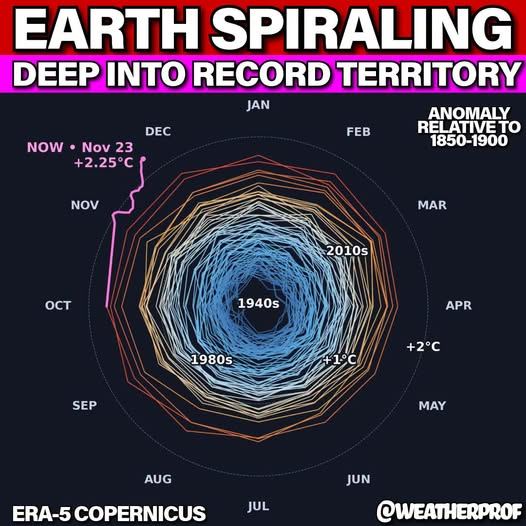 EARTH SPIRALING
DEEP INTO RECORD TERRITORY
JAN
ANOMALY
RELATIVE TO
1850-1900
DEC
FEB
NOW • Nov 23
+2.25°C
NOV
MAR
2010s
OCT
1940s
APR
+2°C
1980s
+1°C
SEP
MAY
AUG
JUN
JUL
ERA-5 COPERNICUS
@WEATHERPROF